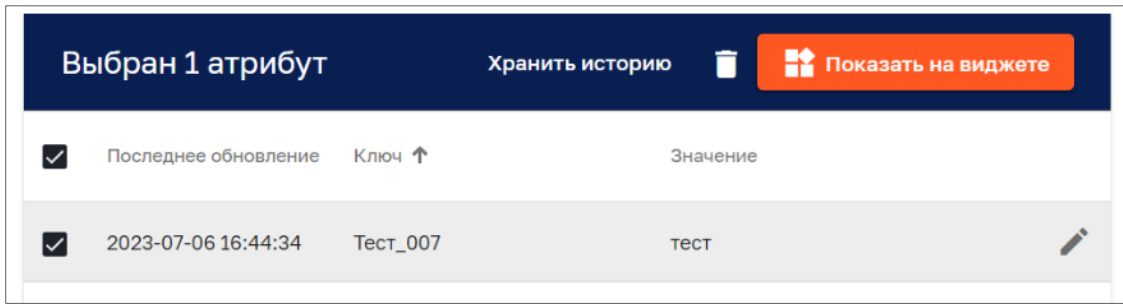 Выбран 1 атрибут Хранить историю Показать на виджете
Последнее обновление Ключ Значение
2023-07-06 16:44:34 Тест_007 тест